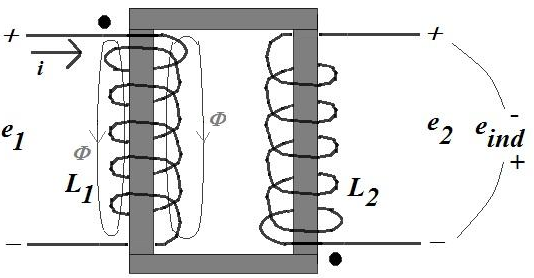 + +
i
Φ
-
e1 e2 eind
Φ +
L1 L2
− −